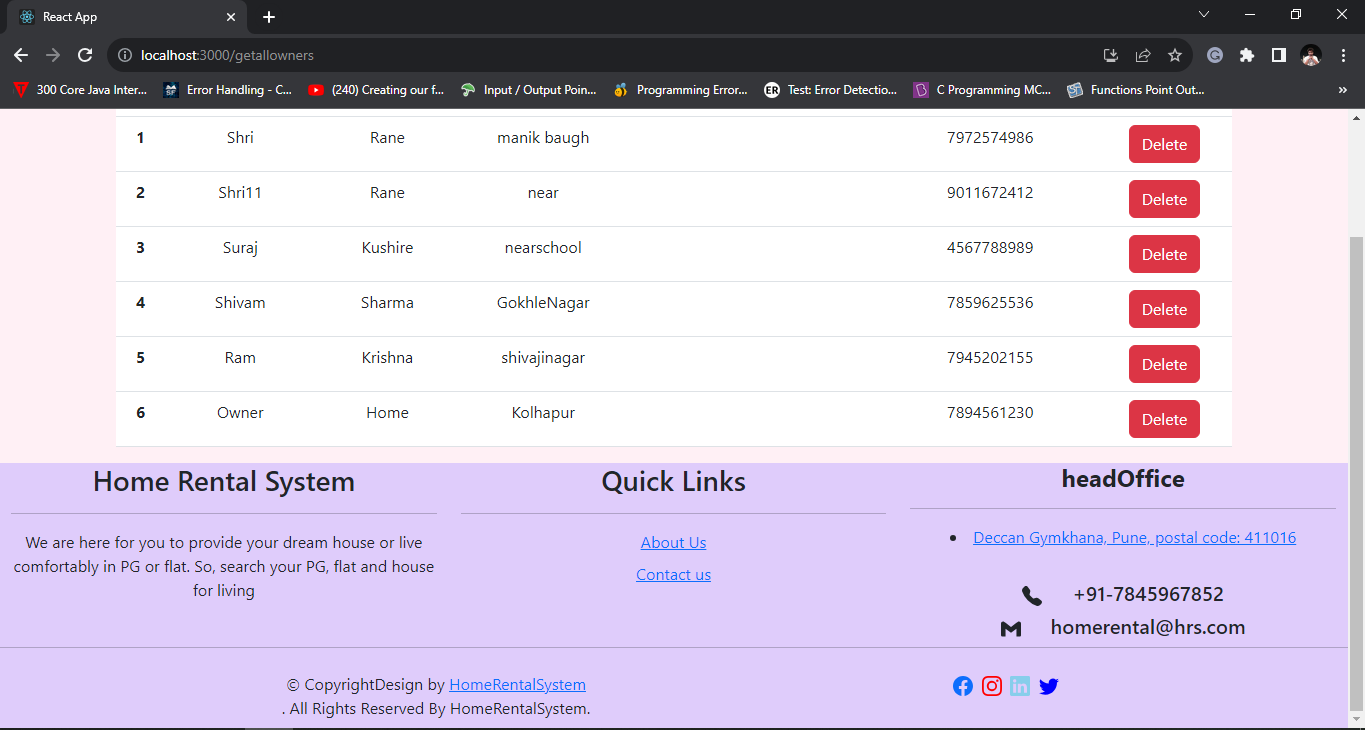 React App
localhost:3000/getallowners
300 Core Java Inter... Error Handling - C... (240) Creating our f... Input / Output Poin... Programming Error... ER Test: Error Detectio... C Programming MC... Functions Point Out... »
1 Shri Rane manik baugh 7972574986 Delete
2 Shri11 Rane near 9011672412 Delete
3 Suraj Kushire nearschool 4567788989 Delete
4 Shivam Sharma GokhleNagar 7859625536 Delete
5 Ram Krishna shivajinagar 7945202155 Delete
6 Owner Home Kolhapur 7894561230 Delete
Home Rental System
We are here for you to provide your dream house or live
comfortably in PG or flat. So, search your PG, flat and house
for living
Quick Links
About Us
Contact us
headOffice
• Deccan Gymkhana, Pune, postal code: 411016
+91-7845967852
homerental@hrs.com
© CopyrightDesign by HomeRentalSystem
. All Rights Reserved By HomeRentalSystem.